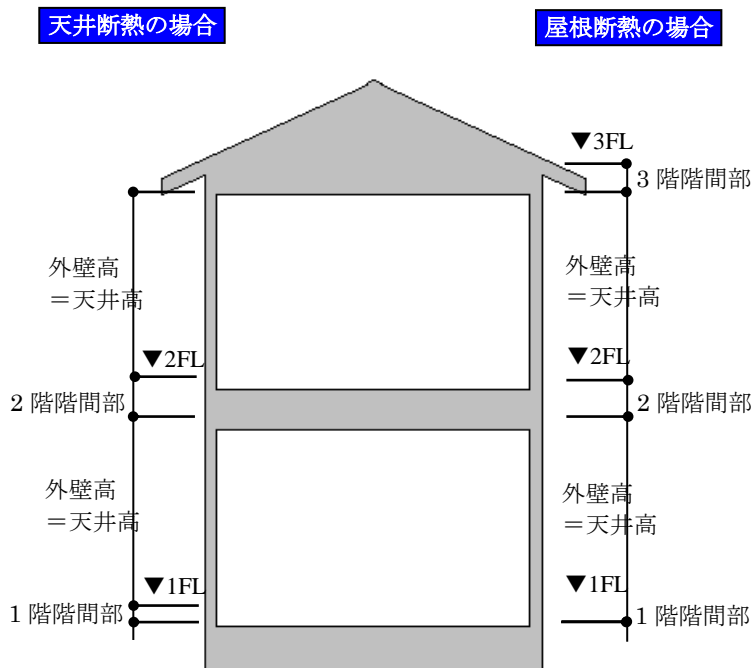 天井断熱の場合
屋根断熱の場合
▼3FL
3 階階間部
外壁高
=天井高
外壁高
=天井高
▼2FL
▼2FL
2 階階間部
2 階階間部
外壁高
=天井高
外壁高
=天井高
▼1FL
▼1FL
1 階階間部
1 階階間部